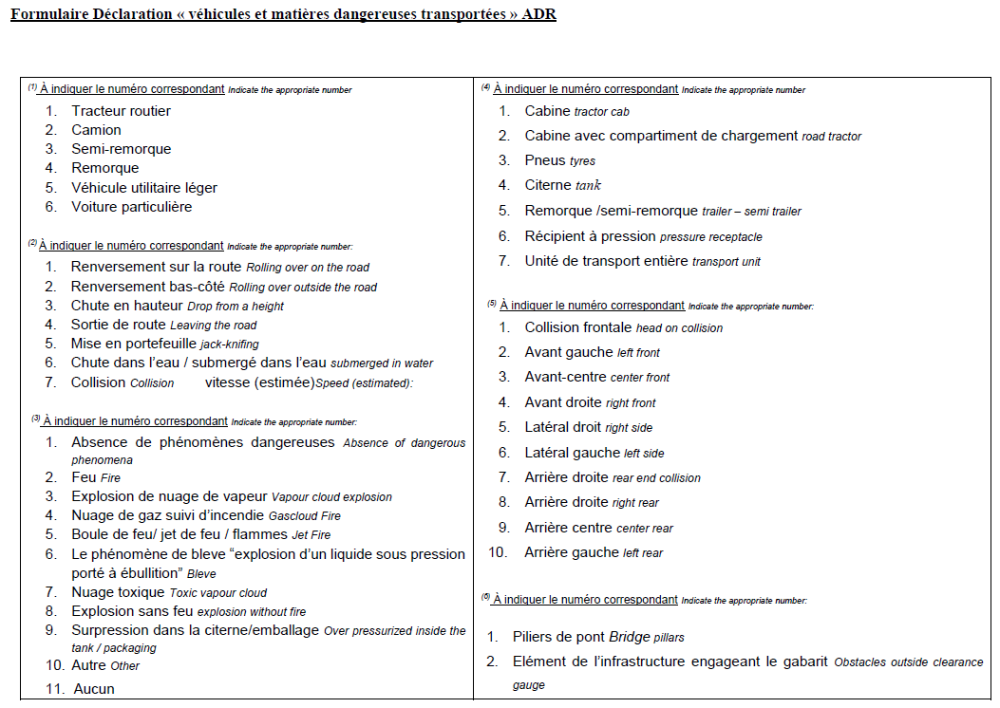 Formulaire Déclaration « véhicules et matières dangereuses transportées » ADR
(1) À indiquer le numéro correspondant Indicate the appropriate number
1. Tracteur routier
2. Camion
3. Semi-remorque
4. Remorque
5. Véhicule utilitaire léger
6. Voiture particulière
(2) À indiquer le numéro correspondant Indicate the appropriate number:
1. Renversement sur la route Rolling over on the road
2. Renversement bas-côté Rolling over outside the road
3. Chute en hauteur Drop from a height
4. Sortie de route Leaving the road
5. Mise en portefeuille jack-knifing
6. Chute dans l’eau / submergé dans l’eau submerged in water
7. Collision Collision vitesse (estimée)Speed (estimated):
(3) À indiquer le numéro correspondant Indicate the appropriate number:
1. Absence de phénomènes dangereuses Absence of dangerous
phenomena
2. Feu Fire
3. Explosion de nuage de vapeur Vapour cloud explosion
4. Nuage de gaz suivi d’incendie Gascloud Fire
5. Boule de feu/ jet de feu / flammes Jet Fire
6. Le phénomène de bleve “explosion d’un liquide sous pression
porté à ébullition” Bleve
7. Nuage toxique Toxic vapour cloud
8. Explosion sans feu explosion without fire
9. Surpression dans la citerne/emballage Over pressurized inside the
tank / packaging
10. Autre Other
11. Aucun
(4) À indiquer le numéro correspondant Indicate the appropriate number
1. Cabine tractor cab
2. Cabine avec compartiment de chargement road tractor
3. Pneus tyres
4. Citerne tank
5. Remorque /semi-remorque trailer – semi trailer
6. Récipient à pression pressure receptacle
7. Unité de transport entière transport unit
(5) À indiquer le numéro correspondant Indicate the appropriate number:
1. Collision frontale head on collision
2. Avant gauche left front
3. Avant-centre center front
4. Avant droite right front
5. Latéral droit right side
6. Latéral gauche left side
7. Arrière droite rear end collision
8. Arrière droite right rear
9. Arrière centre center rear
10. Arrière gauche left rear
(6) À indiquer le numéro correspondant Indicate the appropriate number:
1. Piliers de pont Bridge pillars
2. Elément de l’infrastructure engageant le gabarit Obstacles outside clearance
gauge